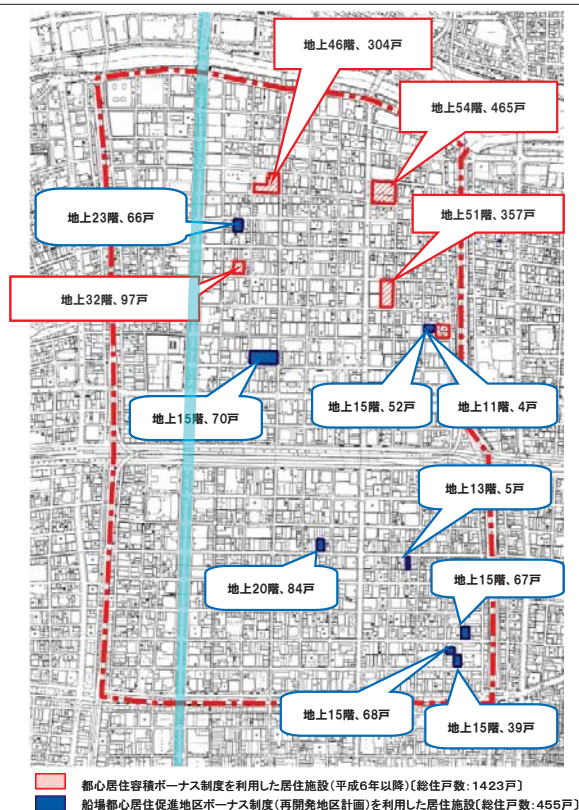 地上46階、304戸
地上54階、465戸
地上23階、66戸
地上51階、357戸
地上32階、97戸
地上15階、70戸
地上15階、52戸
地上11階、4戸
地上13階、5戸
地上20階、84戸
地上15階、67戸
地上15階、68戸
地上15階、39戸
都心居住容積ボーナス制度を利用した居住施設(平成6年以降)〔総住戸数:1423戸〕
船場都心居住促進地区ボーナス制度(再開発地区計画)を利用した居住施設[総住戸数:455戸〕